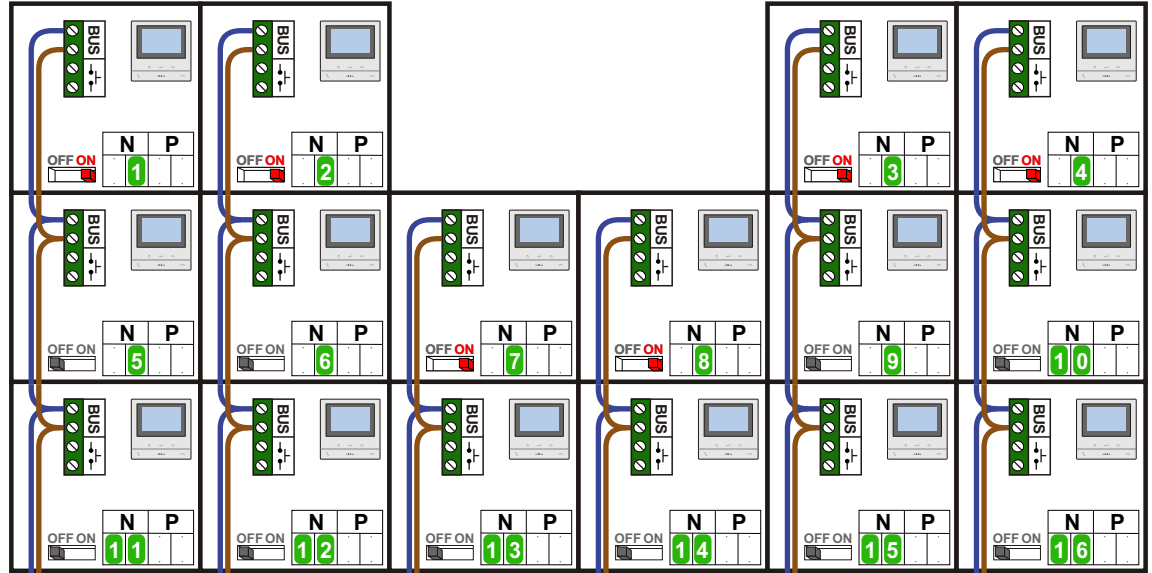 BUS BUS BUS BUS
N P N P N P N P
OFF ON OFF ON OFF ON OFF ON
1 2 3 4
BUS BUS BUS BUS BUS BUS
N P N P N P N P N P N P
OFF ON OFF ON OFF ON OFF ON OFF ON OFF ON
5 6 7 8 9 10
BUS BUS BUS BUS BUS BUS
N P N P N P N P N P N P
OFF ON OFF ON OFF ON OFF ON OFF ON OFF ON
11 12 13 14 15 16